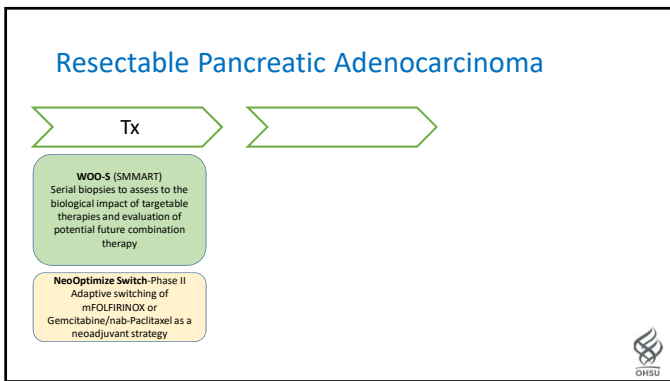 Resectable Pancreatic Adenocarcinoma
Tx
WOO-S (SMMART)
Serial biopsies to assess to the
biological impact of targetable
therapies and evaluation of
potential future combination
therapy
NeoOptimize Switch-Phase II
Adaptive switching of
mFOLFIRINOX or
Gemcitabine/nab-Paclitaxel as a
neoadjuvant strategy
OHSU